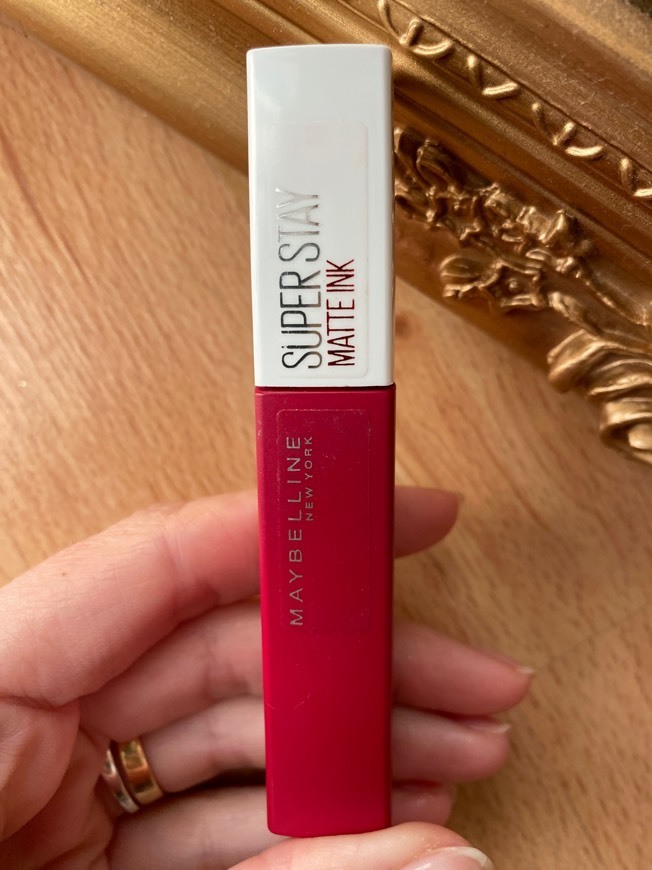 SUPER STAY
MATTE INK
MAYBELLINE
NEW YORK